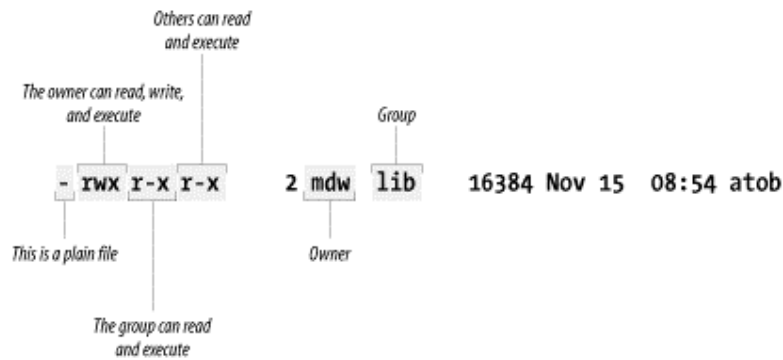 Others can read
and execute
The owner can read, write,
and execute
Group
- rwx r-x r-x 2 mdw lib 16384 Nov 15 08:54 atob
This is a plain file
Owner
The group can read
and execute